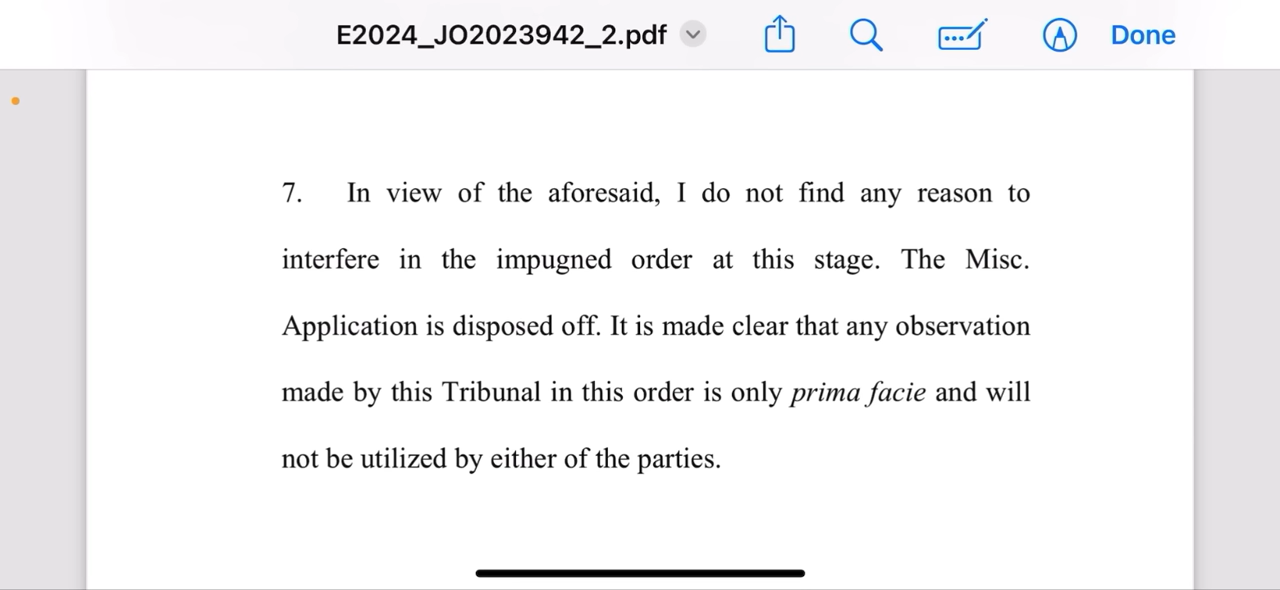 E2024_JO2023942_2.pdf
Done
7. In view of the aforesaid, I do not find any reason to
interfere in the impugned order at this stage. The Misc.
Application is disposed off. It is made clear that any observation
made by this Tribunal in this order is only prima facie and will
not be utilized by either of the parties.